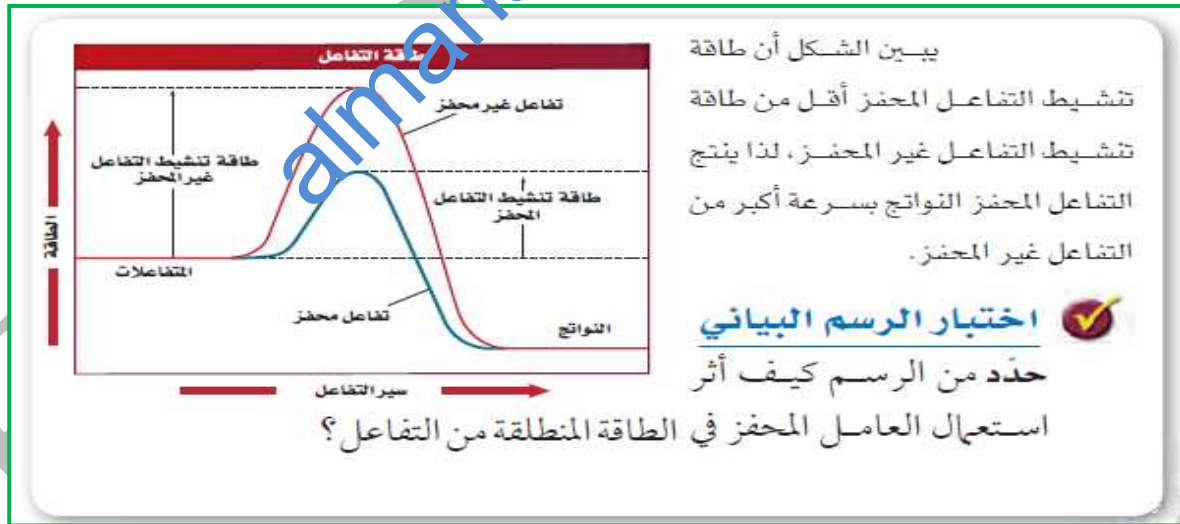 يبين الشكل أن طاقة
تنشيط التفاعل المحفز أقل من طاقة
تنشيط التفاعل غير المحفز، لذا ينتج
التفاعل المحفز النواتج بسرعة أكبر من
التفاعل غير المحفز.
اختبار الرسم البياني
حدّد من الرسم كيف أثر
استعمال العامل المحفز في الطاقة المنطلقة من التفاعل؟
طاقة التفاعل
تفاعل غير محفز
طاقة تنشيط التفاعل
غير المحفز
طاقة تنشيط التفاعل
المحفز
الطاقة
المتفاعلات
تفاعل محفز
النواتج
سير التفاعل
almana